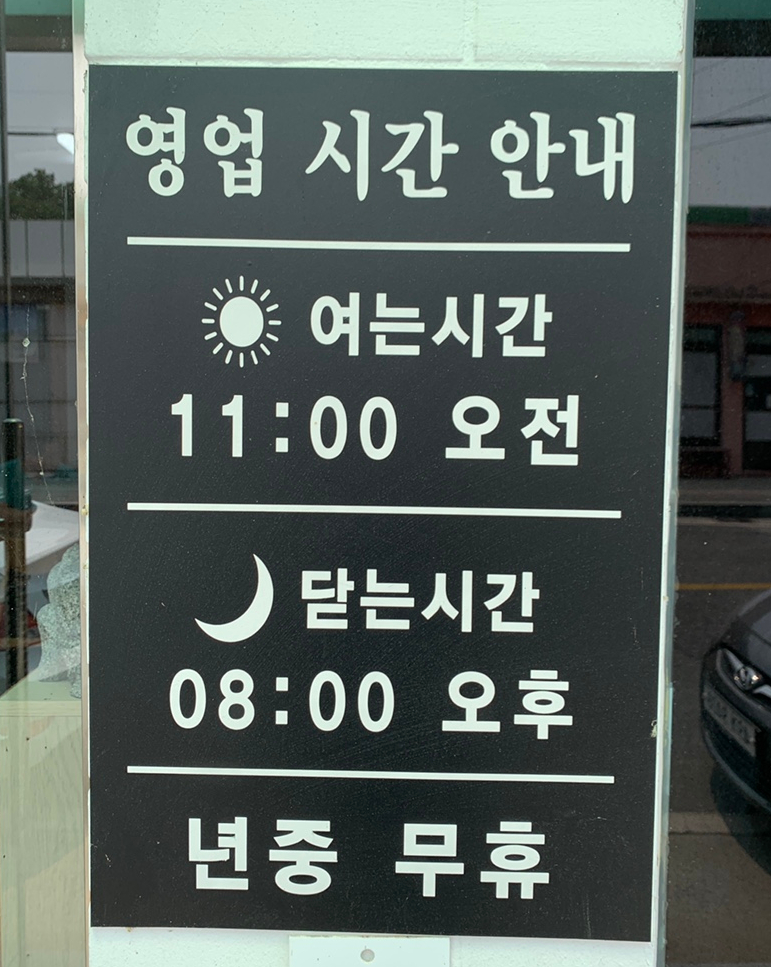 영업 시간 안내
여는시간
11:00 오전
닫는시간
08:00 오후
년중 무휴